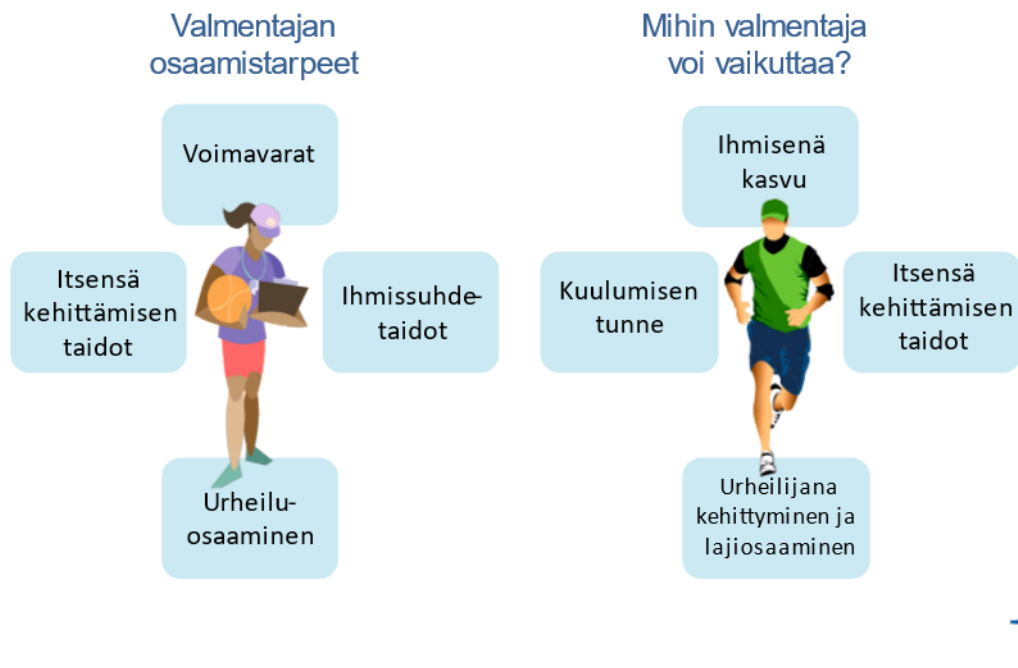 Valmentajan
osaamistarpeet
Voimavarat
Itsensä
kehittämisen
taidot
Ihmissuhde-
taidot
Urheilu-
osaaminen
Mihin valmentaja
voi vaikuttaa?
Ihmisenä
kasvu
Kuulumisen
tunne
Itsensä
kehittämisen
taidot
Urheilijana
kehittyminen ja
lajiosaaminen